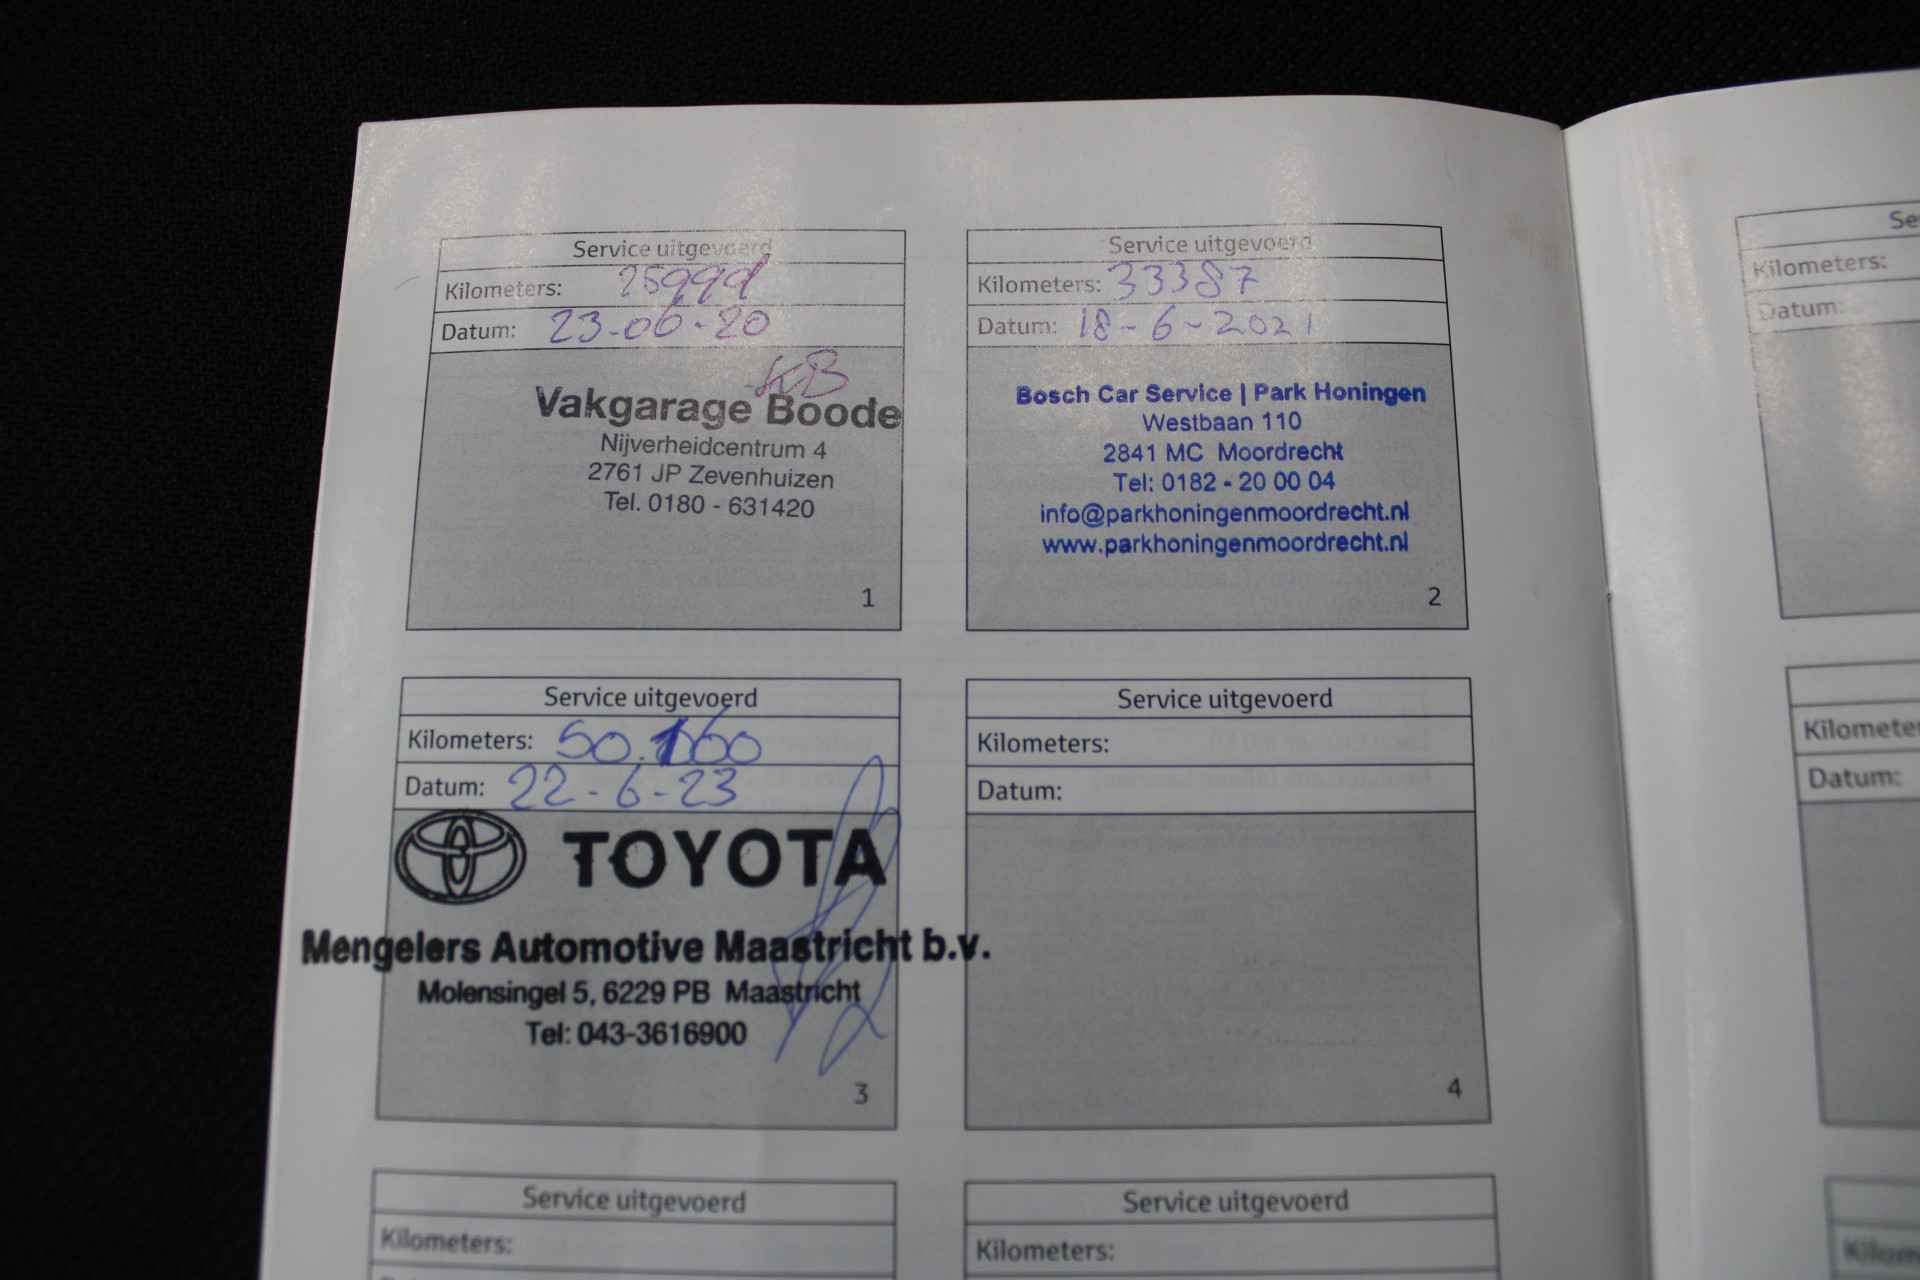 Service uitgevoerd
Kilometers: 25999
Datum: 23-06-20
KB
Vakgarage Boode
Nijverheidcentrum 4
2761 JP Zevenhuizen
Tel. 0180 - 631420
1
Service uitgevoerd
Kilometers: 33387
Datum: 18-6-2021
Bosch Car Service | Park Honingen
Westbaan 110
2841 MC Moordrecht
Tel: 0182 - 20 00 04
info@parkhoningenmoordrecht.nl
www.parkhoningenmoordrecht.nl
2
Se
Kilometers:
Datum:
Service uitgevoerd
Kilometers: 50.160
Datum: 22-6-23
TOYOTA
Mengelers Automotive Maastricht b.v.
Molensingel 5, 6229 PB Maastricht
Tel: 043-3616900
3
Service uitgevoerd
Kilometers:
Datum:
4
Kilometer
Datum:
Service uitgevoerd
Kilometers:
Service uitgevoerd
Kilometers:
Kilom